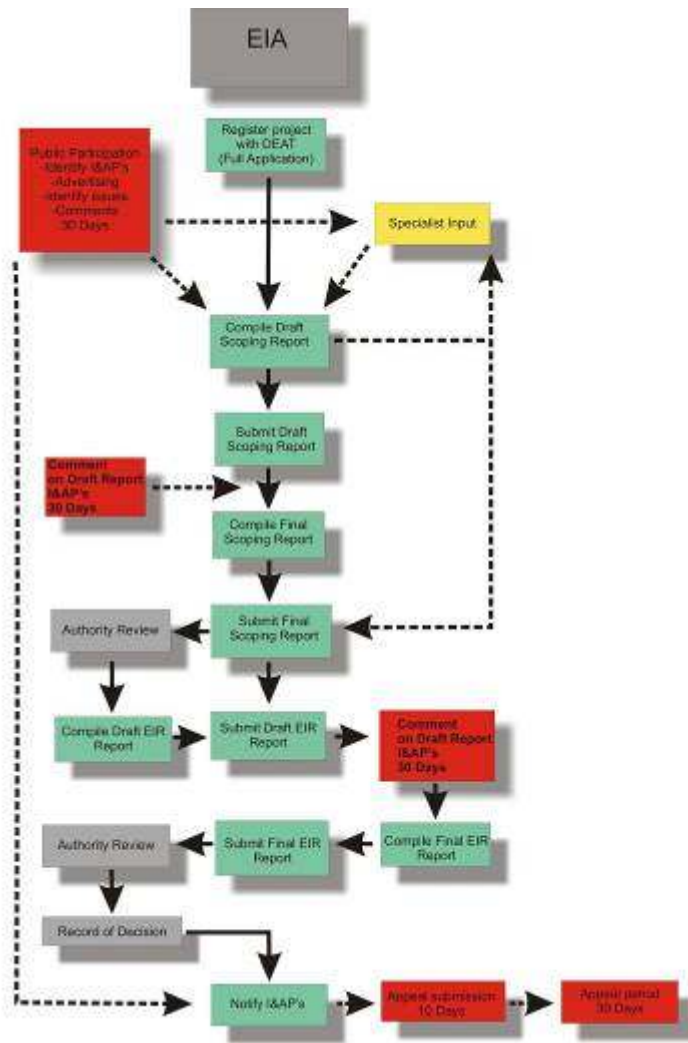 EIA
Register project
with OEAT
(Full Application)
Public Participation
-Identify I&AP's
-Advertising
-Identify issues
-Comments
30 Days
Specialist Input
Compile Draft
Scoping Report
Submit Draft
Scoping Report
Comment
on Draft Report
I&AP's
30 Days
Compile Final
Scoping Report
Submit Final
Scoping Report
Authority Review
Compile Draft EIR
Report
Submit Draft EIR
Report
Comment
on Draft Report
I&AP's
30 Days
Authority Review
Submit Final EIR
Report
Compile Final EIR
Report
Record of Decision
Notify I&AP's
Appeal submission
10 Days
Appeal period
30 Days